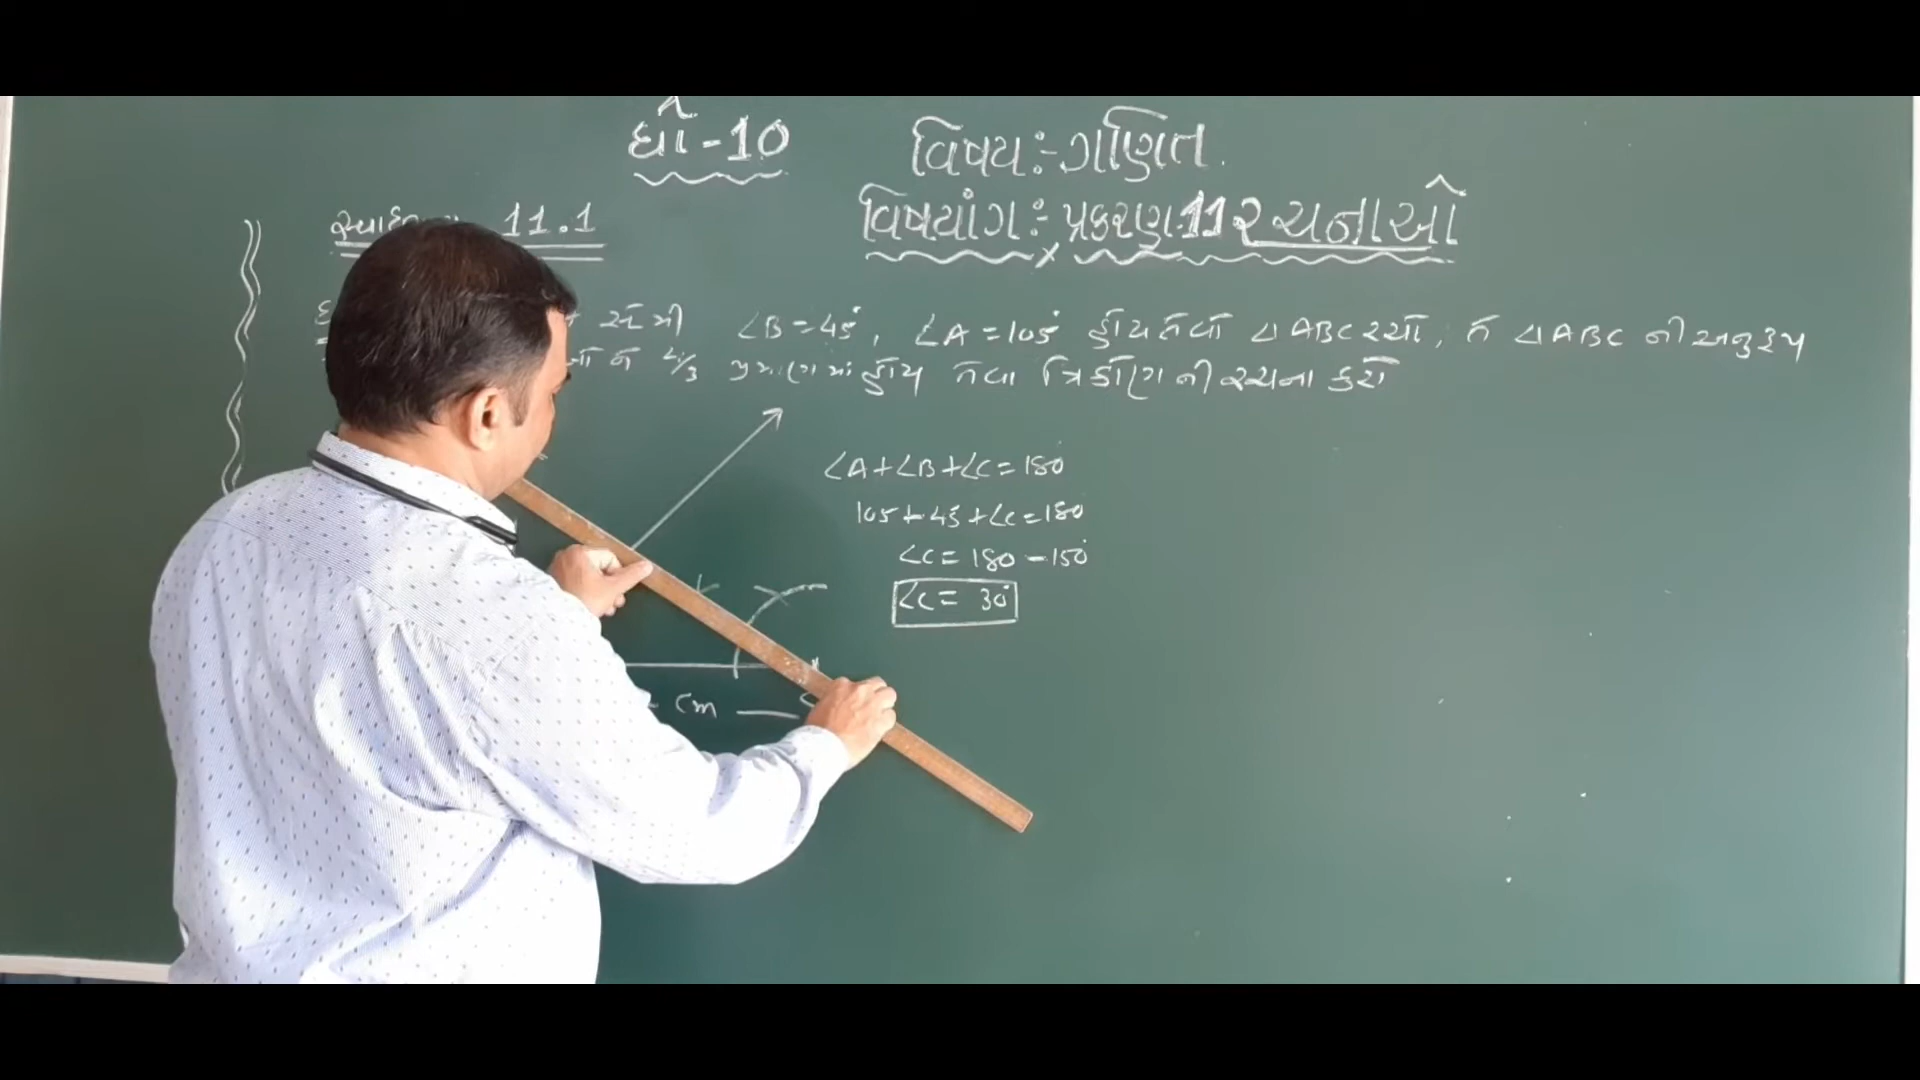 ધો-10
વિષય:-ગણિત.
વિષયાંગ:- પ્રકરણ.11 રચનાઓ
11.1
સેમી ∠B=45°, ∠A=105° હોય તેવો △ABC રચો, તે △ABC ની અનુરૂપ
4/3 પ્રમાણમાં હોય તેવા ત્રિકોણની રચના કરો
∠A+∠B+∠C=180°
105+45+∠C=180
∠C= 180-150°
∠C= 30°
cm